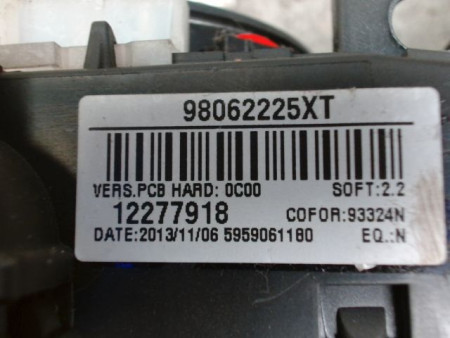 98062225XT
VERS.PCB HARD: 0C00 SOFT:2.2
12277918 COFOR:93324N
DATE:2013/11/06 5959061180 EQ.:N